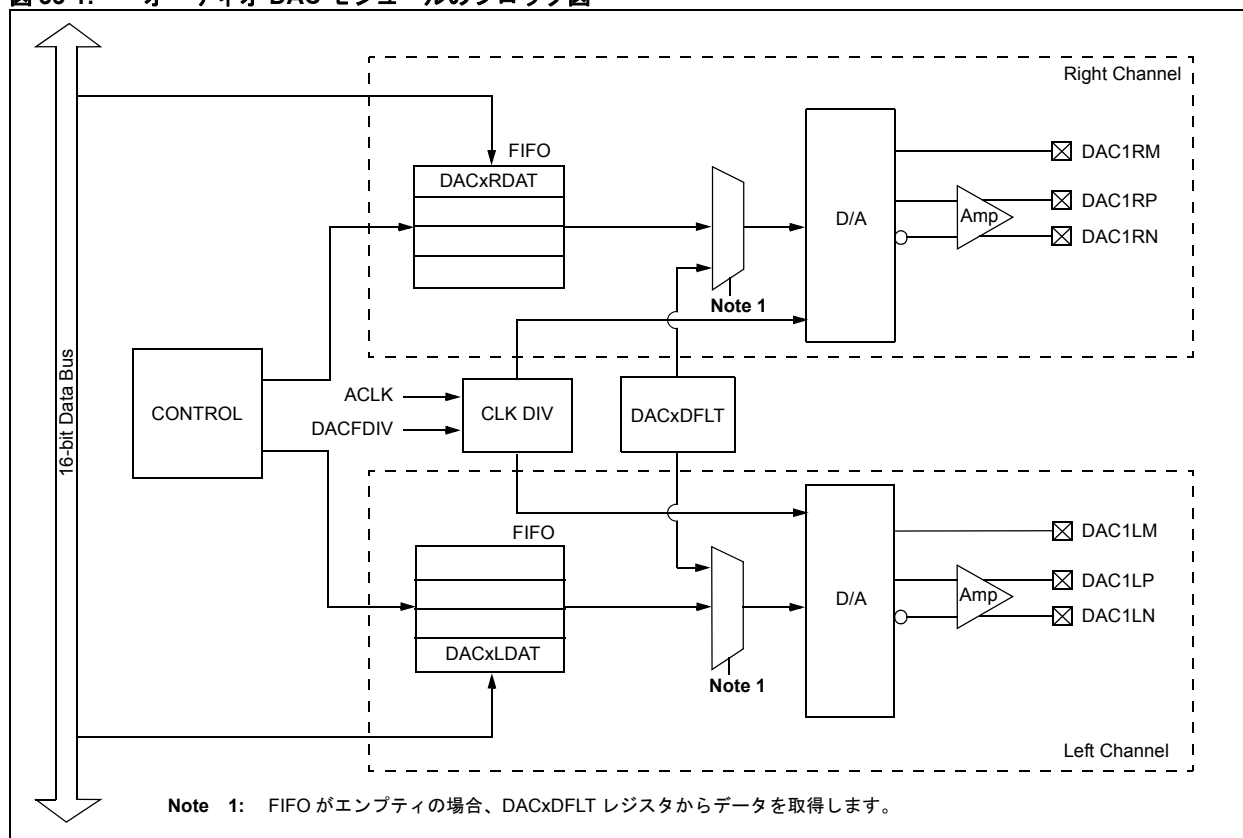 Right Channel
FIFO
DACxRDAT
D/A
Amp
DAC1RM
DAC1RP
DAC1RN
Note 1
16-bit Data Bus
CONTROL
ACLK
DACFDIV
CLK DIV
DACxDFLT
FIFO
DACxLDAT
D/A
Amp
DAC1LM
DAC1LP
DAC1LN
Note 1
Left Channel
Note 1: FIFO がエンプティの場合、DACxDFLT レジスタからデータを取得します。